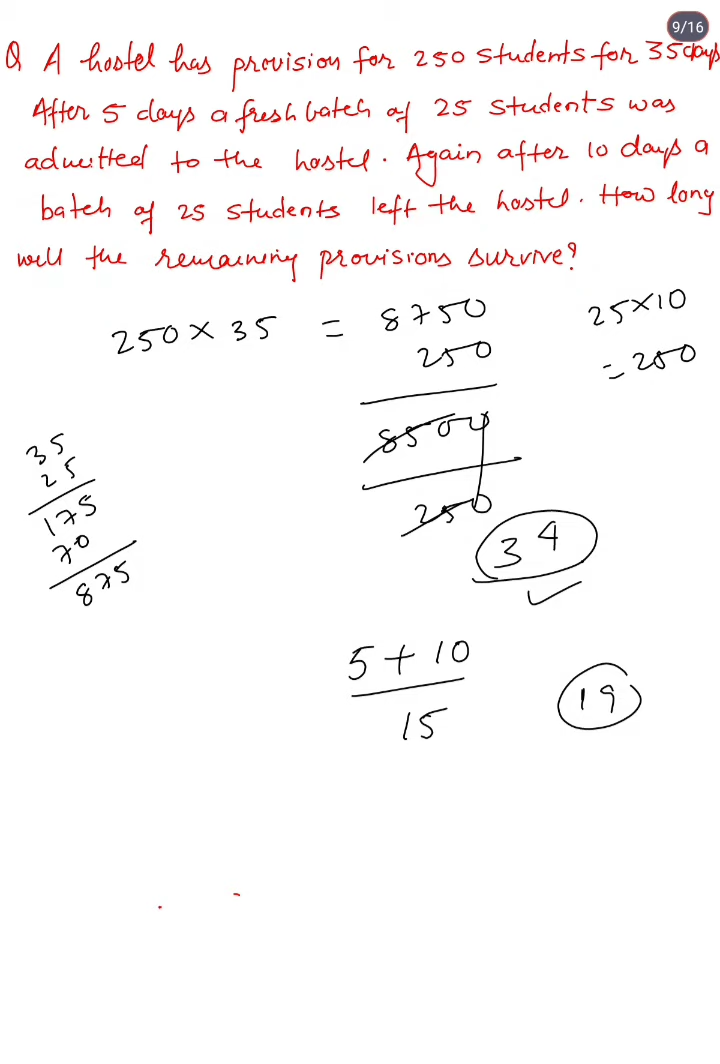 9/16
Q A hostel has provision for 250 students for 35 days
After 5 days a fresh batch of 25 students was
admitted to the hostel. Again after 10 days a
batch of 25 students left the hostel. How long
will the remaining provisions survive?
250 × 35 = 8750
250
8500
250
34
25×10
=250
35
25
175
70
875
5 + 10
15
19